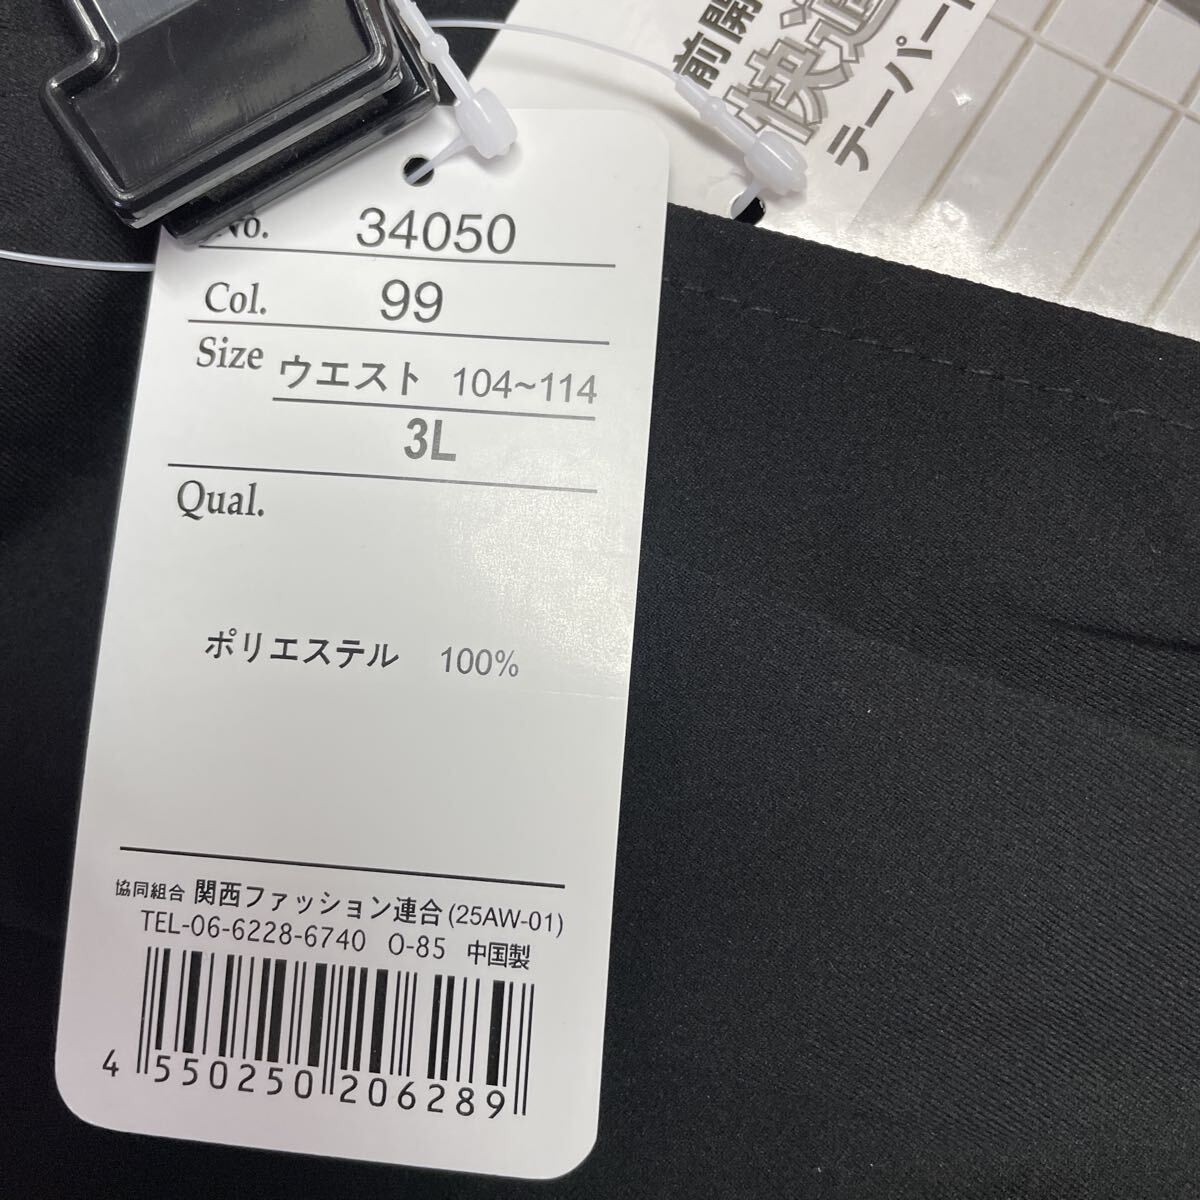 前開
快適
テーパード
No. 34050
Col. 99
Size ウエスト 104~114
3L
Qual.
ポリエステル 100%
協同組合 関西ファッション連合(25AW-01)
TEL-06-6228-6740 O-85 中国製
4 550250 206289